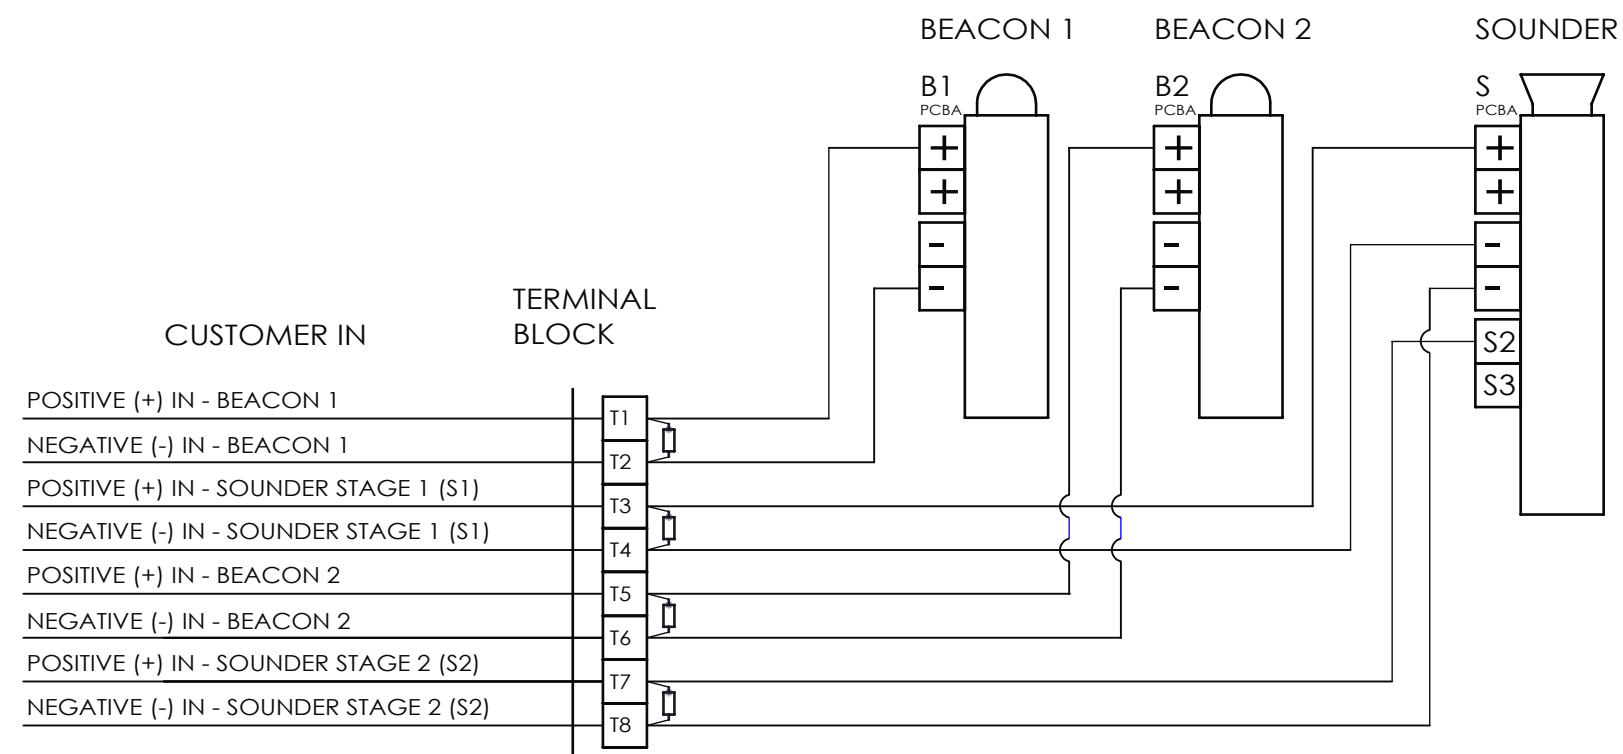 BEACON 1
BEACON 2
SOUNDER
B1
PCBA
B2
PCBA
S
PCBA
+
+
-
-
+
+
-
-
+
+
-
-
S2
S3
CUSTOMER IN
TERMINAL
BLOCK
POSITIVE (+) IN - BEACON 1
T1
NEGATIVE (-) IN - BEACON 1
T2
POSITIVE (+) IN - SOUNDER STAGE 1 (S1)
T3
NEGATIVE (-) IN - SOUNDER STAGE 1 (S1)
T4
POSITIVE (+) IN - BEACON 2
T5
NEGATIVE (-) IN - BEACON 2
T6
POSITIVE (+) IN - SOUNDER STAGE 2 (S2)
T7
NEGATIVE (-) IN - SOUNDER STAGE 2 (S2)
T8